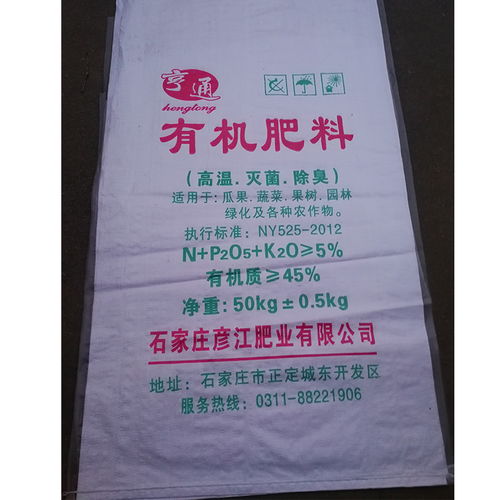 亨通
hengtong
有机肥料
(高温.灭菌.除臭)
适用于:瓜果.蔬菜.果树.园林
绿化及各种农作物。
执行标准: NY525-2012
N+P2O5+K2O≥5%
有机质≥45%
净重: 50kg±0.5kg
石家庄彦江肥业有限公司
地址: 石家庄市正定城东开发区
服务热线: 0311-88221906